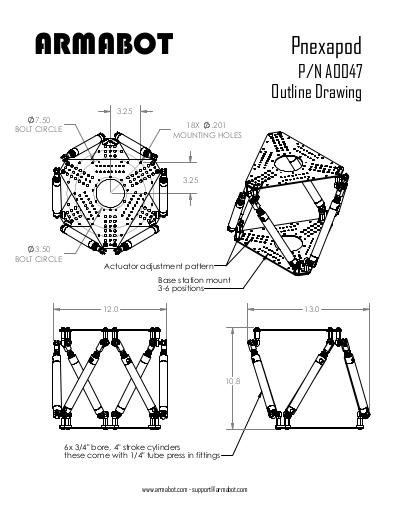 ARMABOT
Pnexapod
P/N A0047
Outline Drawing
3.25
Ø7.50
BOLT CIRCLE
18X Ø.201
MOUNTING HOLES
3.25
Ø3.50
BOLT CIRCLE
Actuator adjustment pattern
Base station mount
3-6 positions
12.0
13.0
10.8
6x 3/4" bore, 4" stroke cylinders
these come with 1/4" tube press in fittings
www.armabot.com - support@armabot.com